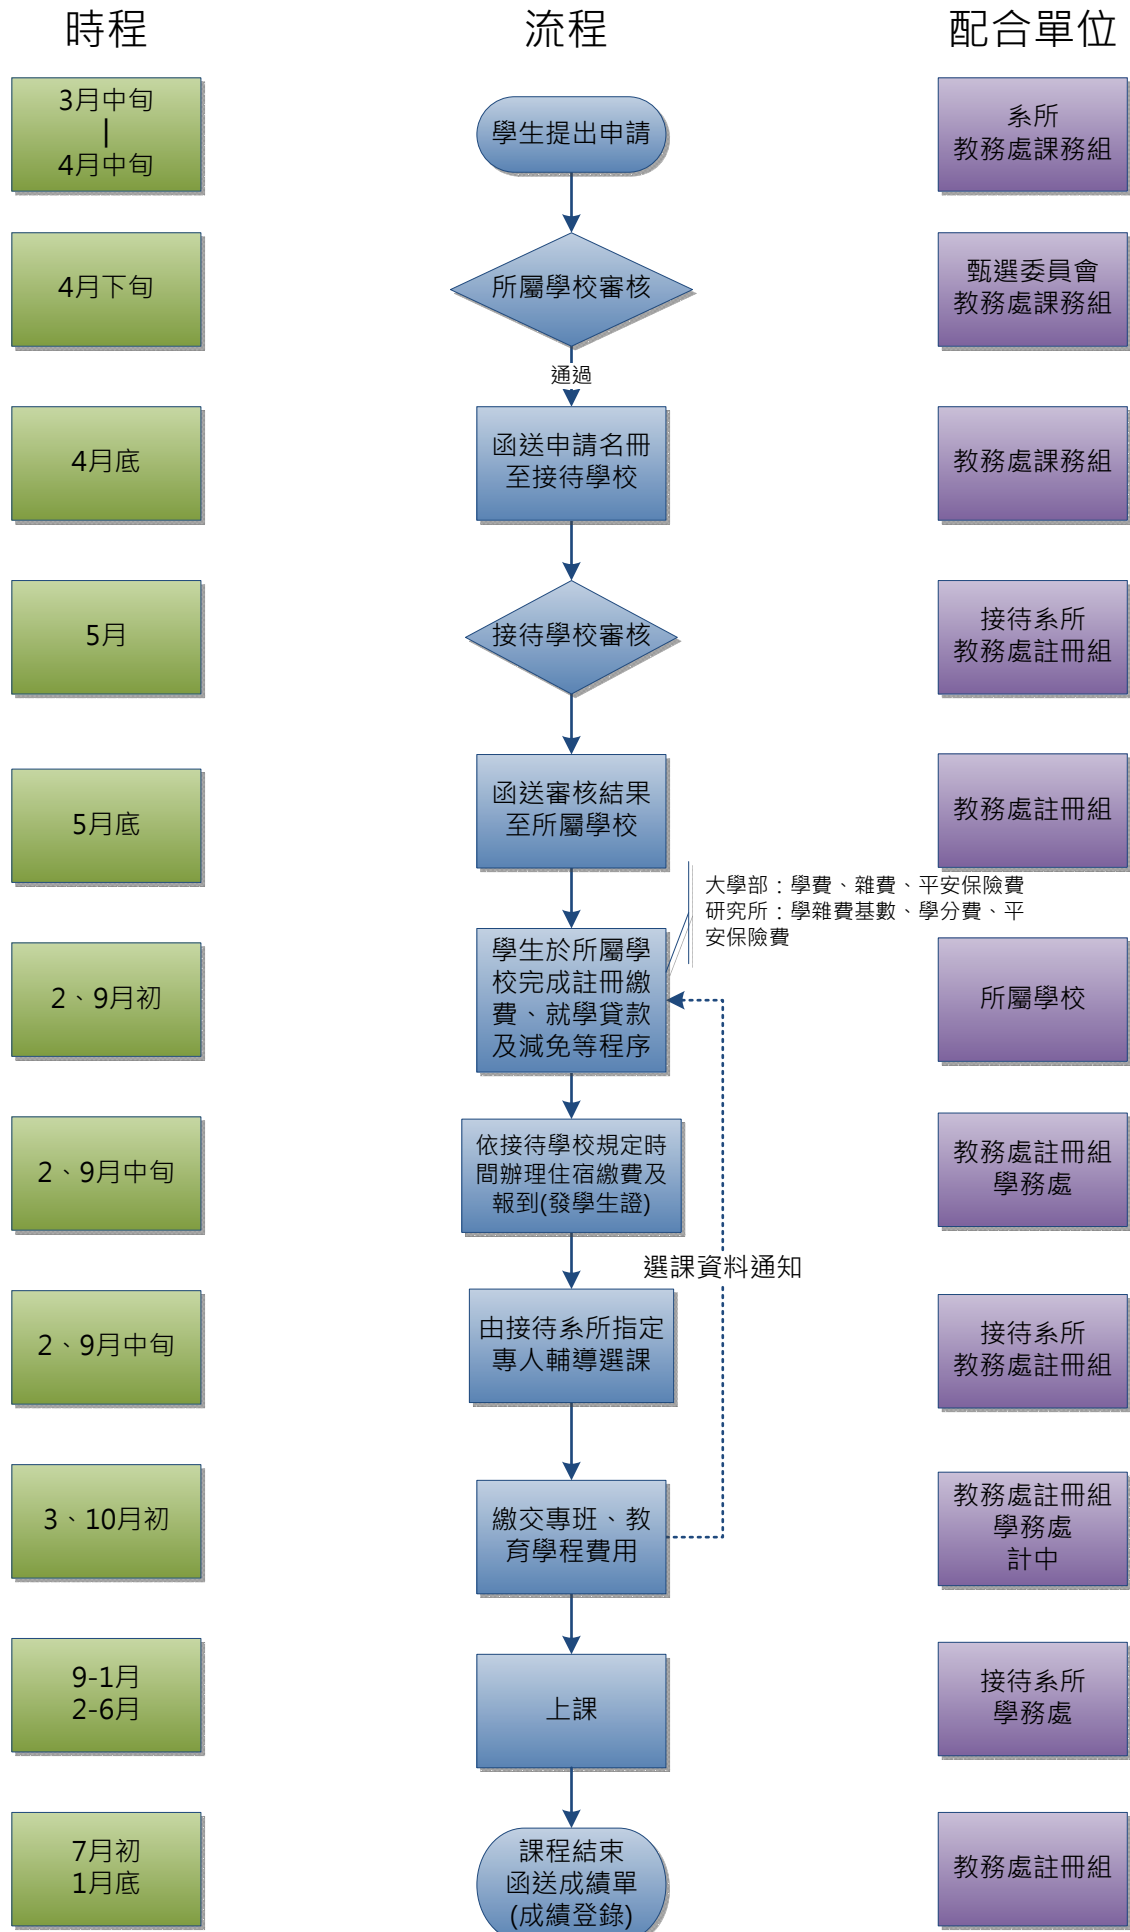 時程
流程
配合單位
3月中旬
|
4月中旬
學生提出申請
系所
教務處課務組
4月下旬
所屬學校審核
甄選委員會
教務處課務組
通過
4月底
函送申請名冊
至接待學校
教務處課務組
5月
接待學校審核
接待系所
教務處註冊組
5月底
函送審核結果
至所屬學校
教務處註冊組
大學部：學費、雜費、平安保險費
研究所：學雜費基數、學分費、平
安保險費
2、9月初
學生於所屬學
校完成註冊繳
費、就學貸款
及減免等程序
所屬學校
2、9月中旬
依接待學校規定時
間辦理住宿繳費及
報到(發學生證)
教務處註冊組
學務處
選課資料通知
2、9月中旬
由接待系所指定
專人輔導選課
接待系所
教務處註冊組
3、10月初
繳交專班、教
育學程費用
教務處註冊組
學務處
計中
9-1月
2-6月
上課
接待系所
學務處
7月初
1月底
課程結束
函送成績單
(成績登錄)
教務處註冊組